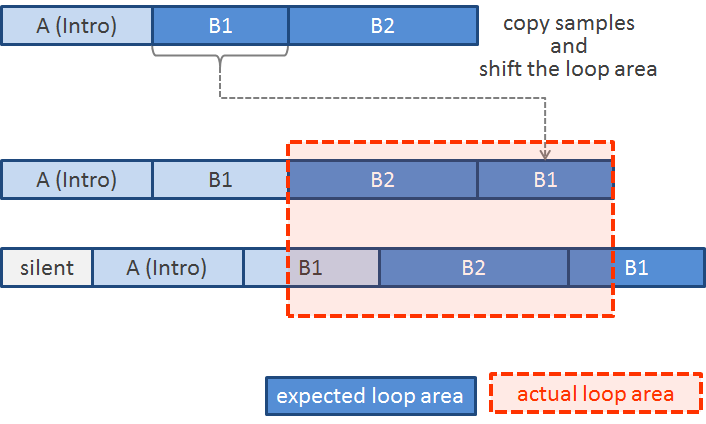 A (Intro) B1 B2
copy samples
and
shift the loop area
A (Intro) B1 B2 B1
silent A (Intro) B1 B2 B1
expected loop area
actual loop area